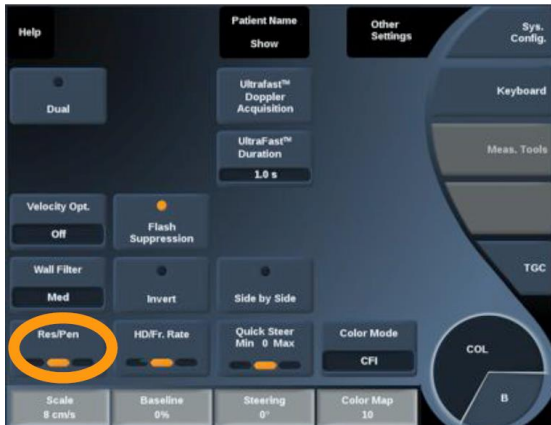 Help
Patient Name
Show
Other
Settings
Sys.
Config.
Dual
Ultrafast™
Doppler
Acquisition
Keyboard
UltraFast™
Duration
1.0 s
Meas. Tools
Velocity Opt.
Off
Flash
Suppression
Wall Filter
Med
Invert
Side by Side
TGC
Res/Pen
HD/Fr. Rate
Quick Steer
Min 0 Max
Color Mode
CFI
COL
Scale
8 cm/s
Baseline
0%
Steering
0°
Color Map
10
B